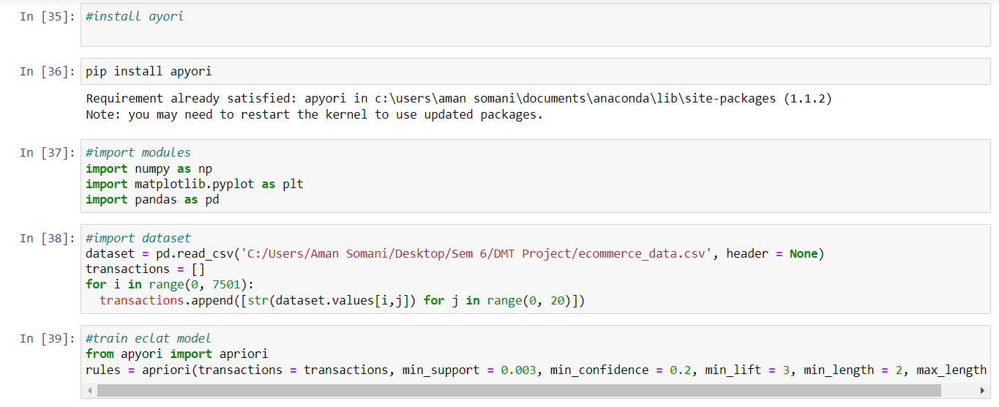 In [35]: #install ayori
In [36]: pip install apyori
Requirement already satisfied: apyori in c:\users\aman somani\documents\anaconda\lib\site-packages (1.1.2)
Note: you may need to restart the kernel to use updated packages.
In [37]: #import modules
import numpy as np
import matplotlib.pyplot as plt
import pandas as pd
In [38]: #import dataset
dataset = pd.read_csv('C:/Users/Aman Somani/Desktop/Sem 6/DMT Project/ecommerce_data.csv', header = None)
transactions = []
for i in range(0, 7501):
  transactions.append([str(dataset.values[i,j]) for j in range(0, 20)])
In [39]: #train eclat model
from apyori import apriori
rules = apriori(transactions = transactions, min_support = 0.003, min_confidence = 0.2, min_lift = 3, min_length = 2, max_length